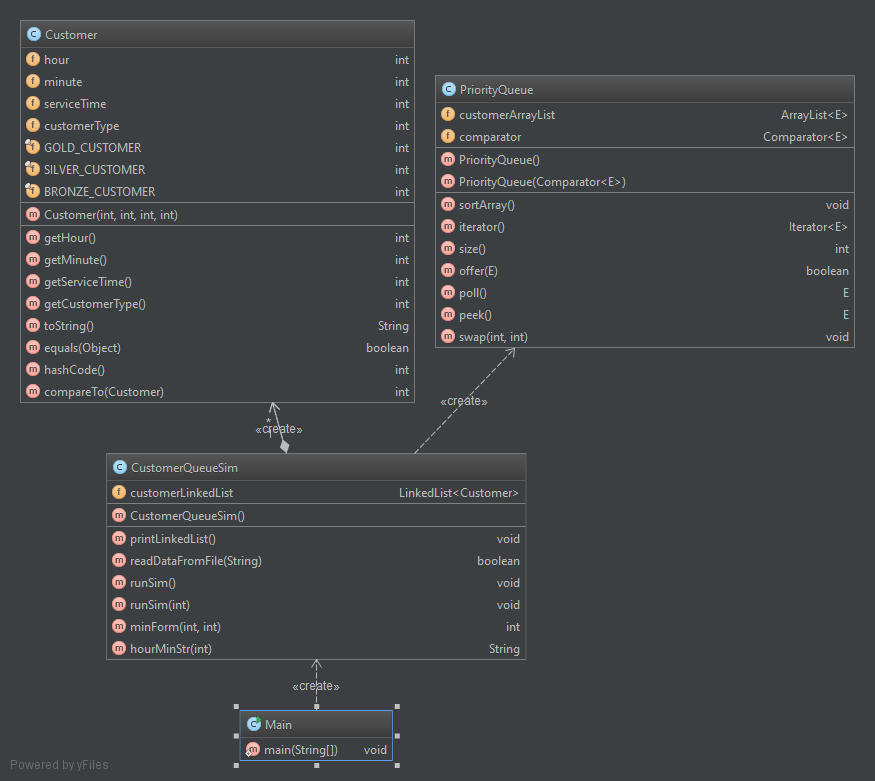 Customer
hour int
minute int
serviceTime int
customerType int
GOLD_CUSTOMER int
SILVER_CUSTOMER int
BRONZE_CUSTOMER int
Customer(int, int, int, int)
getHour() int
getMinute() int
getServiceTime() int
getCustomerType() int
toString() String
equals(Object) boolean
hashCode() int
compareTo(Customer) int
PriorityQueue
customerArrayList ArrayList<E>
comparator Comparator<E>
PriorityQueue()
PriorityQueue(Comparator<E>)
sortArray() void
iterator() Iterator<E>
size() int
offer(E) boolean
poll() E
peek() E
swap(int, int) void
«create»
*
«create»
1
CustomerQueueSim
customerLinkedList LinkedList<Customer>
CustomerQueueSim()
printLinkedList() void
readDataFromFile(String) boolean
runSim() void
runSim(int) void
minForm(int, int) int
hourMinStr(int) String
«create»
Main
main(String[]) void
Powered by yFiles